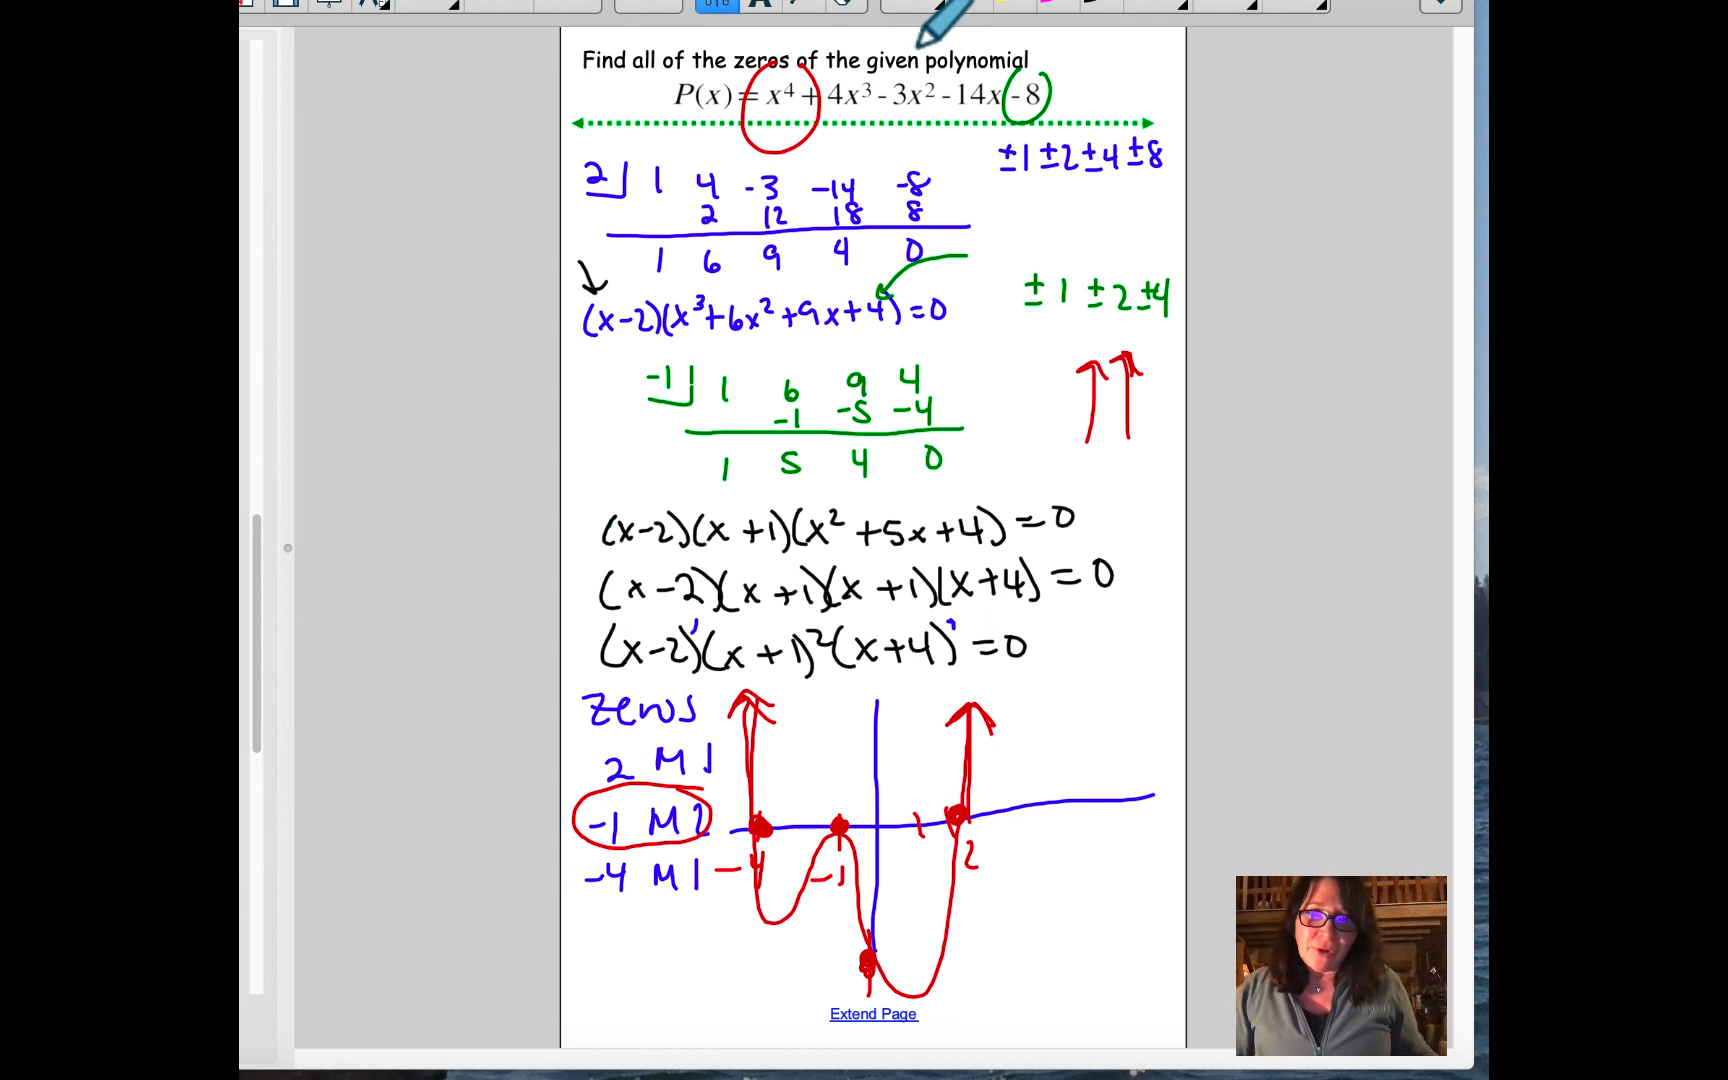 Find all of the zeros of the given polynomial
P(x) = x⁴ + 4x³ - 3x² - 14x - 8
±1 ±2 ±4 ±8
2 1 4 -3 -14 -8
2 12 18 8
1 6 9 4 0
(x-2)(x³+6x²+9x+4)=0
±1 ±2 ±4
-1 1 6 9 4
-1 -5 -4
1 5 4 0
(x-2)(x+1)(x²+5x+4)=0
(x-2)(x+1)(x+1)(x+4)=0
(x-2)¹(x+1)²(x+4)¹=0
Zeros
2 M1
-1 M2
-4 M1
-4 -1 2
Extend Page